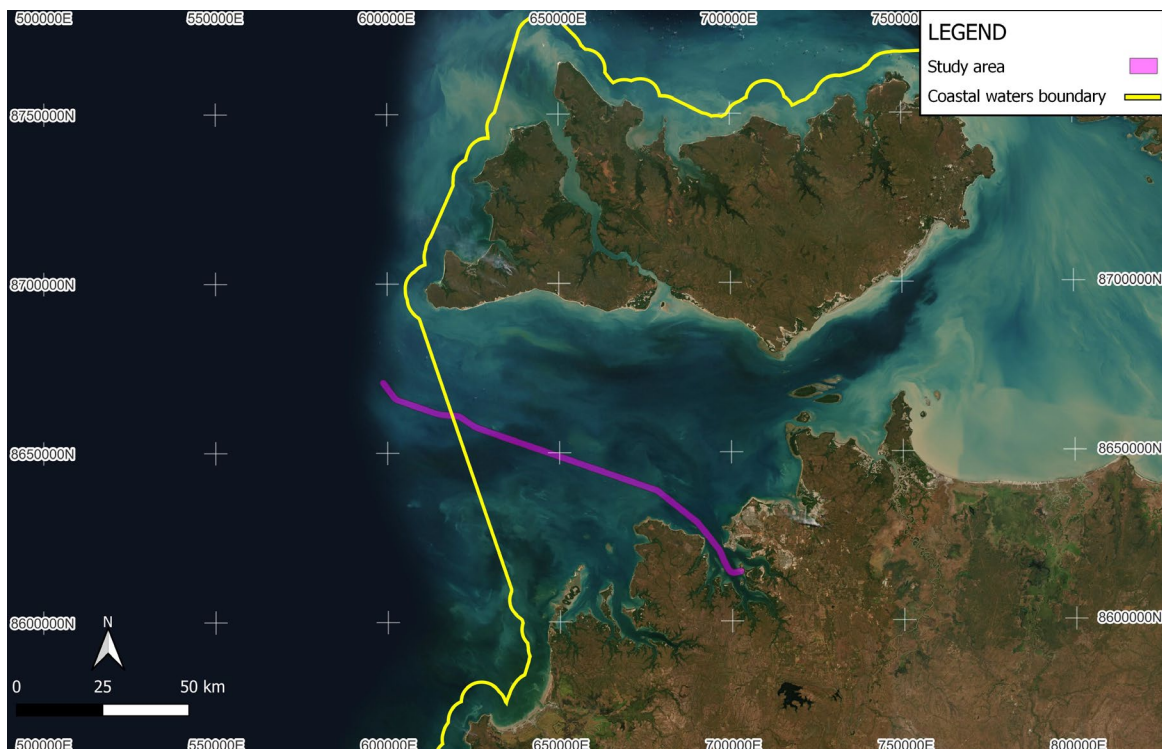 500000E 550000E 600000E 650000E 700000E
LEGEND
Study area
Coastal waters boundary
8750000N
8700000N 8700000N
8650000N 8650000N
8600000N 8600000N
N
0 25 50 km
500000E 550000E 600000E 650000E 700000E 750000E 800000E